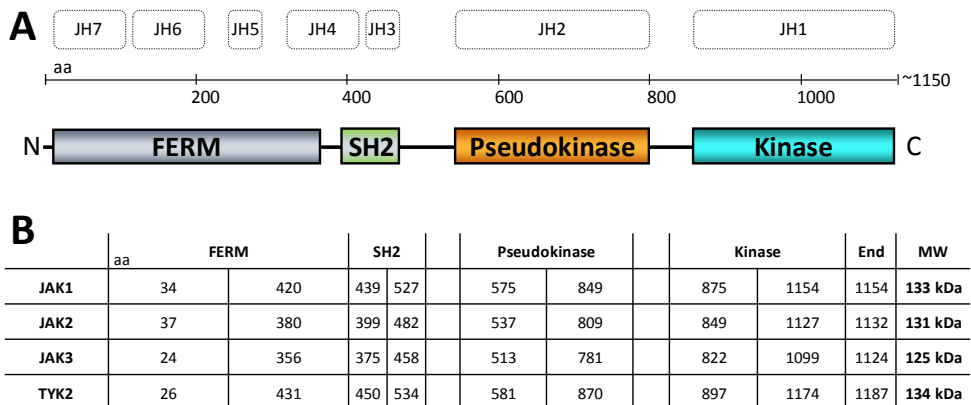 A
JH7 JH6 JH5 JH4 JH3 JH2 JH1
aa
~1150
200 400 600 800 1000
N FERM SH2 Pseudokinase Kinase C
B
aa FERM SH2 Pseudokinase Kinase End MW
JAK1 34 420 439 527 575 849 875 1154 1154 133 kDa
JAK2 37 380 399 482 537 809 849 1127 1132 131 kDa
JAK3 24 356 375 458 513 781 822 1099 1124 125 kDa
TYK2 26 431 450 534 581 870 897 1174 1187 134 kDa